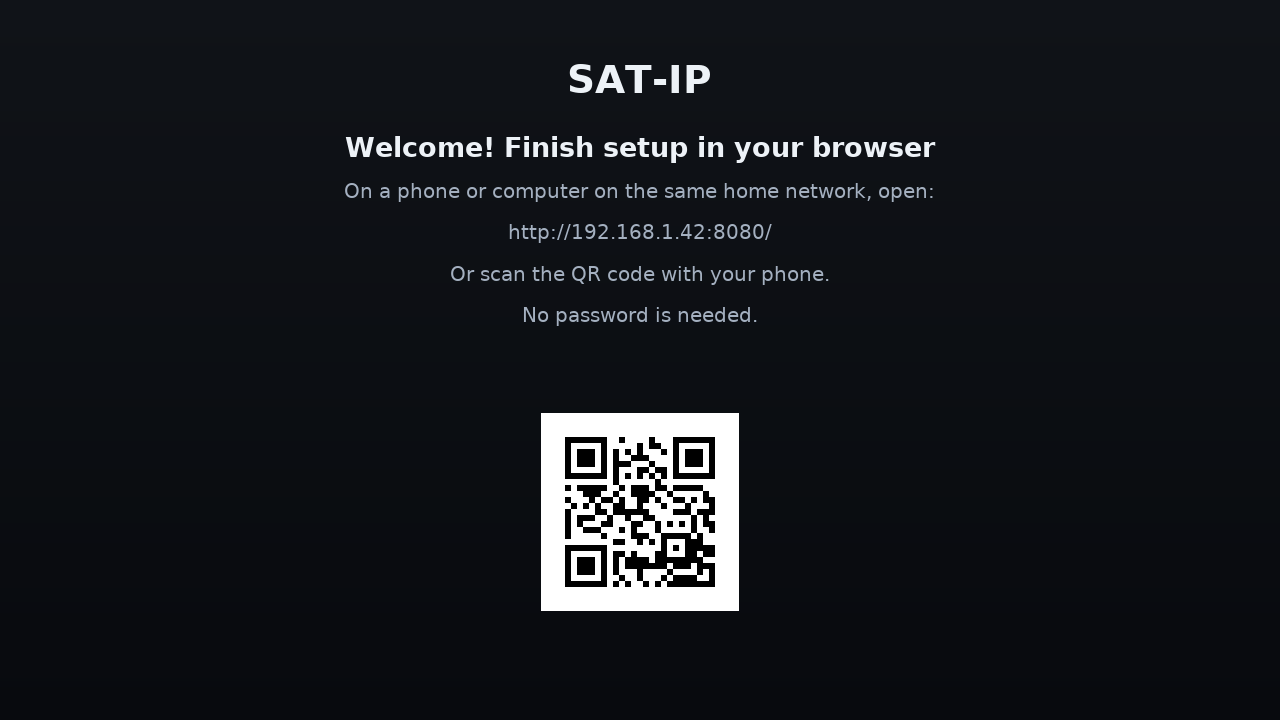 SAT-IP
Welcome! Finish setup in your browser
On a phone or computer on the same home network, open:
http://192.168.1.42:8080/
Or scan the QR code with your phone.
No password is needed.